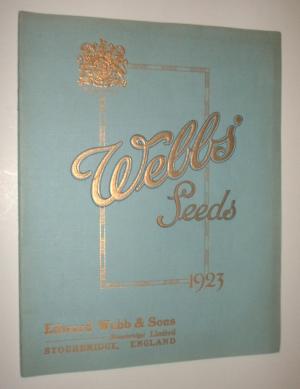 Webbs'
Seeds
1923
Edward Webb & Sons
(Stourbridge) Limited
STOURBRIDGE, ENGLAND